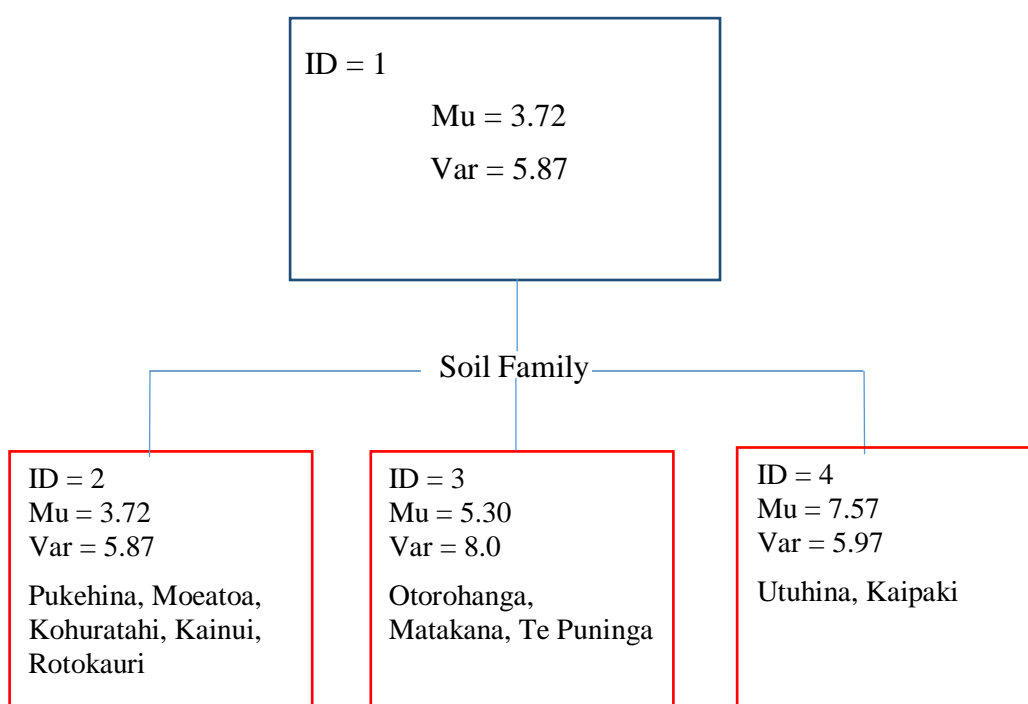 ID = 1
Mu = 3.72
Var = 5.87
Soil Family
ID = 2
Mu = 3.72
Var = 5.87
Pukehina, Moeatoa,
Kohuratahi, Kainui,
Rotokauri
ID = 3
Mu = 5.30
Var = 8.0
Otorohanga,
Matakana, Te Puninga
ID = 4
Mu = 7.57
Var = 5.97
Utuhina, Kaipaki